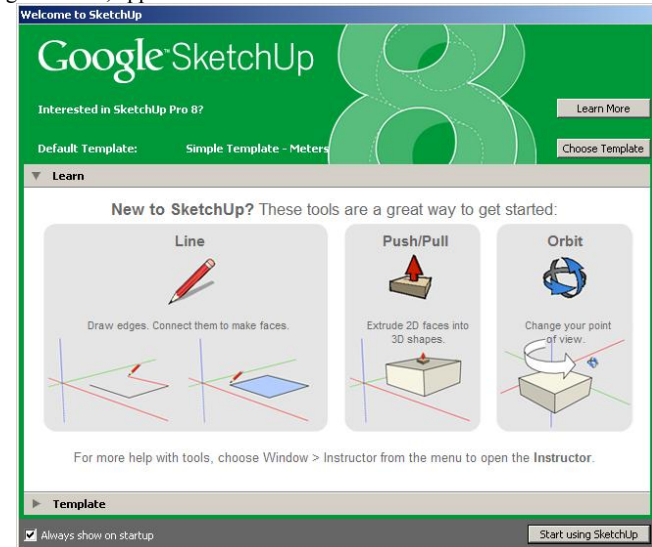 Welcome to SketchUp
Google™ SketchUp
8
Interested in SketchUp Pro 8?
Learn More
Default Template: Simple Template - Meters
Choose Template
Learn
New to SketchUp? These tools are a great way to get started:
Line
Draw edges. Connect them to make faces.
Push/Pull
Extrude 2D faces into
3D shapes.
Orbit
Change your point
of view.
For more help with tools, choose Window > Instructor from the menu to open the Instructor.
Template
Always show on startup
Start using SketchUp